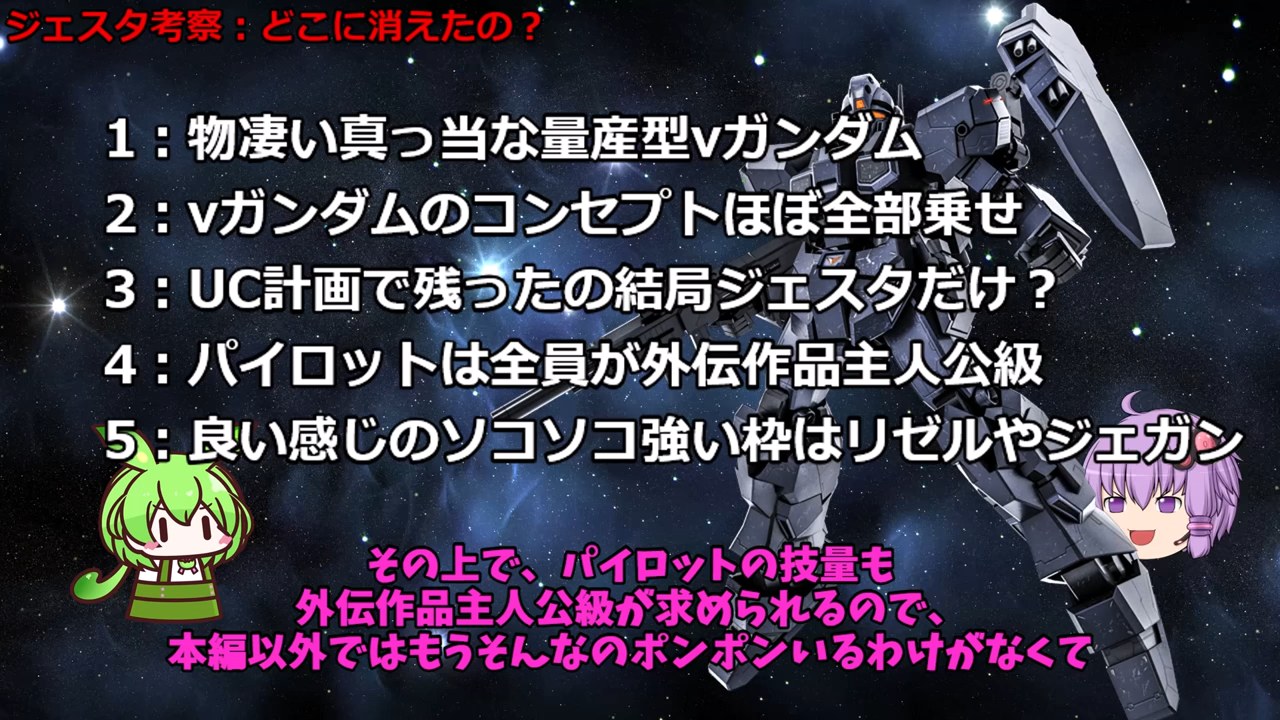 ジェスタ考察：どこに消えたの？
１：物凄い真っ当な量産型vガンダム
２：vガンダムのコンセプトほぼ全部乗せ
３：UC計画で残ったの結局ジェスタだけ？
４：パイロットは全員が外伝作品主人公級
５：良い感じのソコソコ強い枠はリゼルやジェガン
その上で、パイロットの技量も
外伝作品主人公級が求められるので、
本編以外ではもうそんなのポンポンいるわけがなくて